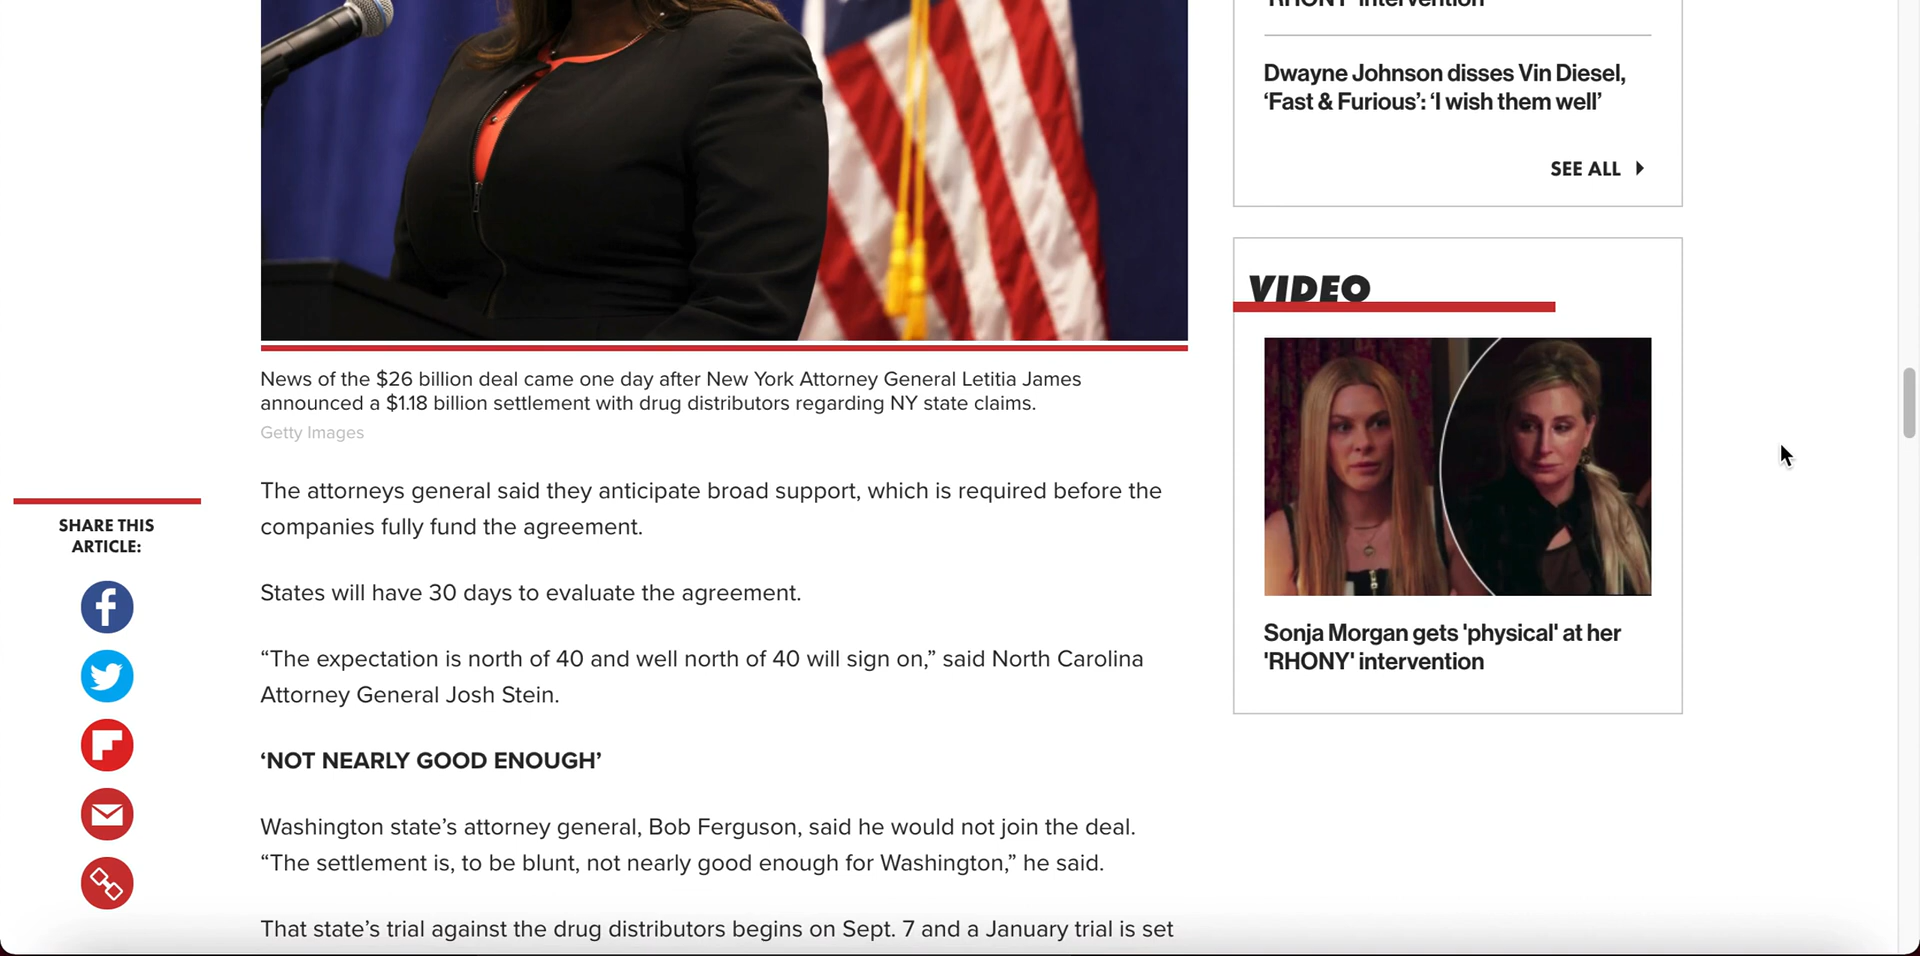 'RHONY' intervention
Dwayne Johnson disses Vin Diesel,
‘Fast & Furious’: ‘I wish them well’
SEE ALL
VIDEO
Sonja Morgan gets 'physical' at her
'RHONY' intervention
News of the $26 billion deal came one day after New York Attorney General Letitia James
announced a $1.18 billion settlement with drug distributors regarding NY state claims.
Getty Images
The attorneys general said they anticipate broad support, which is required before the
companies fully fund the agreement.
States will have 30 days to evaluate the agreement.
“The expectation is north of 40 and well north of 40 will sign on,” said North Carolina
Attorney General Josh Stein.
‘NOT NEARLY GOOD ENOUGH’
Washington state’s attorney general, Bob Ferguson, said he would not join the deal.
“The settlement is, to be blunt, not nearly good enough for Washington,” he said.
That state’s trial against the drug distributors begins on Sept. 7 and a January trial is set
SHARE THIS
ARTICLE: